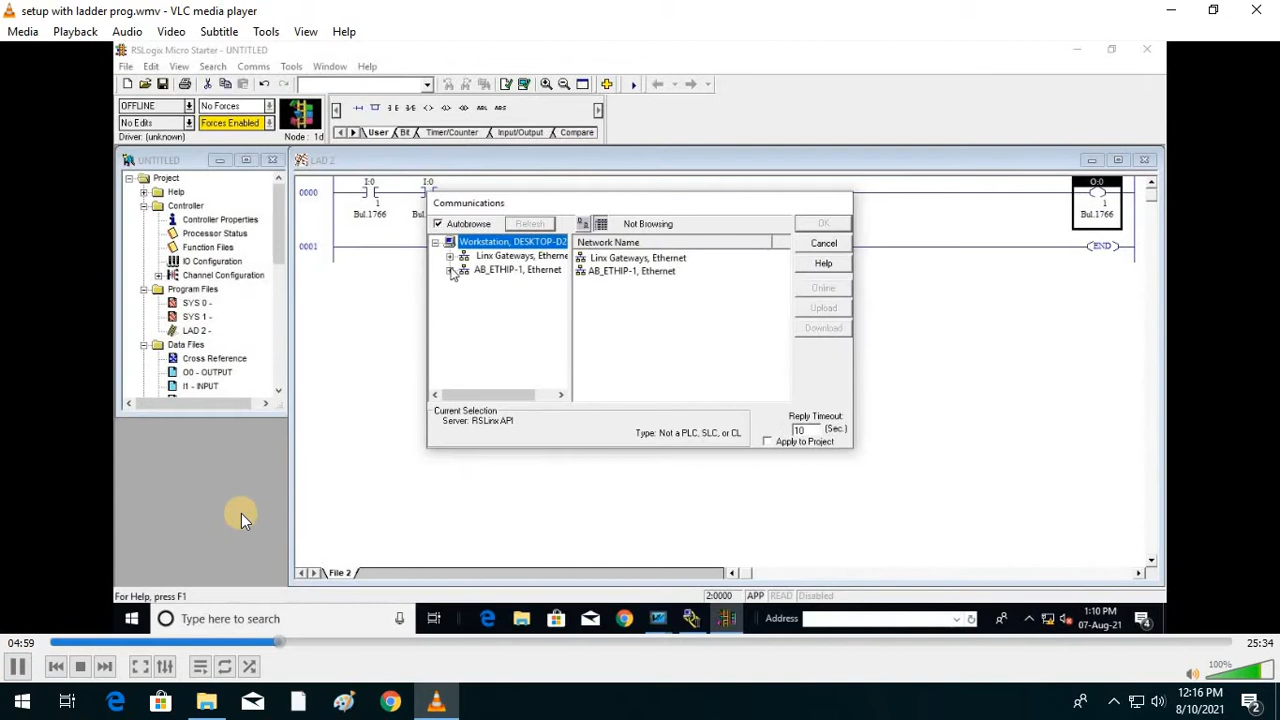 setup with ladder prog.wmv - VLC media player
Media Playback Audio Video Subtitle Tools View Help
RSLogix Micro Starter - UNTITLED
File Edit View Search Comms Tools Window Help
OFFLINE No Forces
No Edits Forces Enabled
Driver: (unknown) Node: 1d
User Bit Timer/Counter Input/Output Compare
UNTITLED
LAD 2
Project
Help
Controller
Controller Properties
Processor Status
Function Files
IO Configuration
Channel Configuration
Program Files
SYS 0 -
SYS 1 -
LAD 2 -
Data Files
Cross Reference
O0 - OUTPUT
I1 - INPUT
0000
I:0
1
Bul.1766
I:0
Bul.
O:0
1
Bul.1766
0001
END
Communications
Autobrowse Refresh Not Browsing
Workstation, DESKTOP-D2
Linx Gateways, Etherne
AB_ETHIP-1, Ethernet
Network Name
Linx Gateways, Ethernet
AB_ETHIP-1, Ethernet
OK
Cancel
Help
Online
Upload
Download
Current Selection
Server: RSLinx API
Type: Not a PLC, SLC, or CL
Reply Timeout:
10 (Sec.)
Apply to Project
File 2
For Help, press F1
2:0000 APP READ Disabled
Type here to search
Address
1:10 PM
07-Aug-21
4
04:59
25:34
100%
12:16 PM
8/10/2021
2